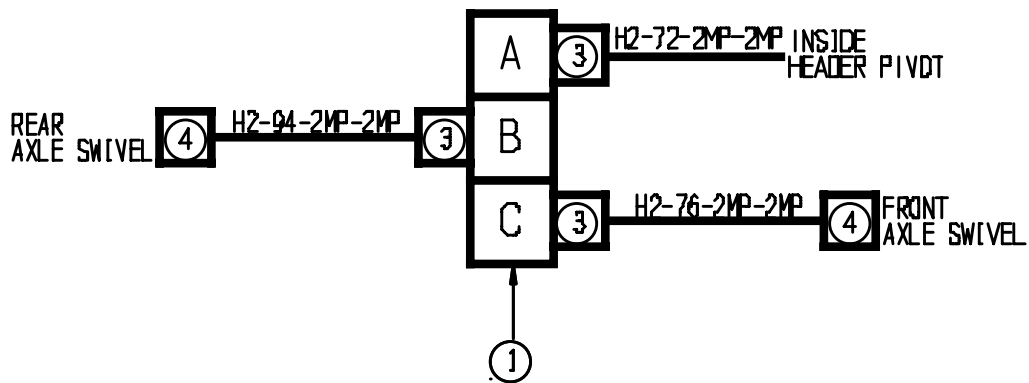 A
3
H2-72-2MP-2MP
INSIDE
HEADER PIVOT
REAR
AXLE SWIVEL
4
H2-94-2MP-2MP
3
B
C
3
H2-76-2MP-2MP
4
FRONT
AXLE SWIVEL
1